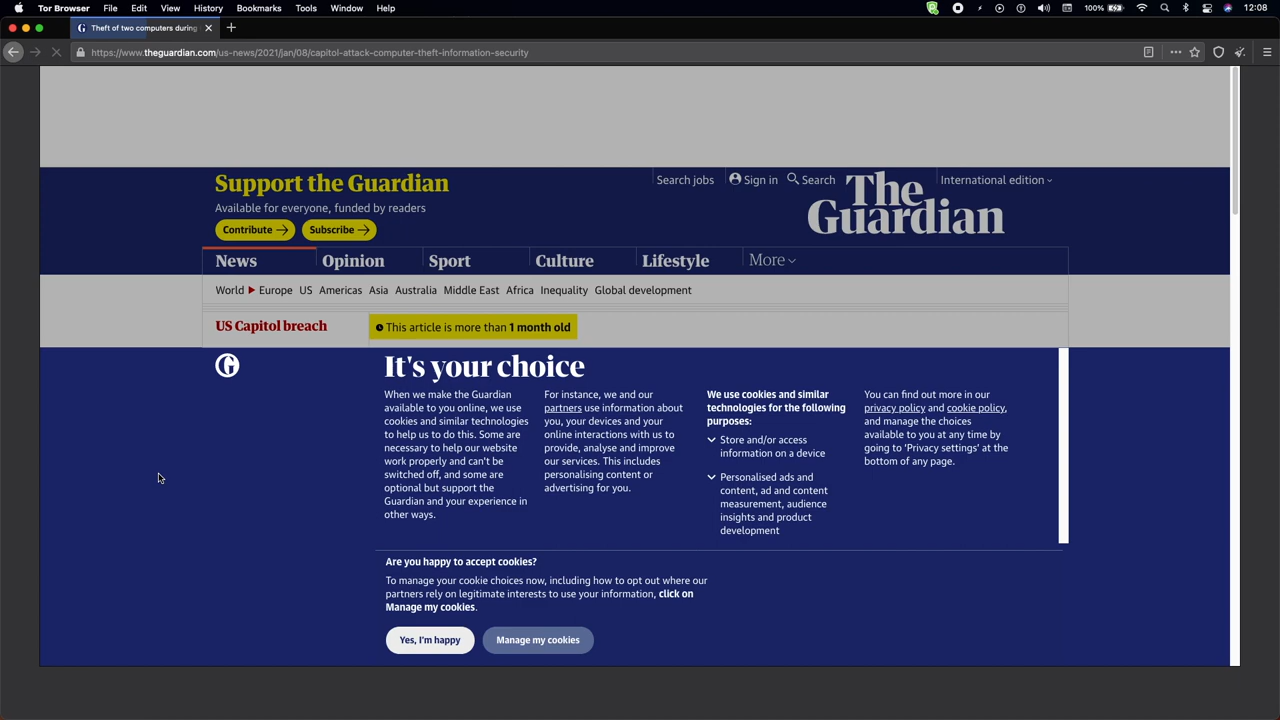 Tor Browser File Edit View History Bookmarks Tools Window Help 100% 12:08
Theft of two computers during
https://www.theguardian.com/us-news/2021/jan/08/capitol-attack-computer-theft-information-security
Support the Guardian
Available for everyone, funded by readers
Contribute → Subscribe →
Search jobs Sign in Search
The
Guardian
International edition
News Opinion Sport Culture Lifestyle More
World Europe US Americas Asia Australia Middle East Africa Inequality Global development
US Capitol breach
This article is more than 1 month old
It's your choice
When we make the Guardian
available to you online, we use
cookies and similar technologies
to help us to do this. Some are
necessary to help our website
work properly and can't be
switched off, and some are
optional but support the
Guardian and your experience in
other ways.
For instance, we and our
partners use information about
you, your devices and your
online interactions with us to
provide, analyse and improve
our services. This includes
personalising content or
advertising for you.
We use cookies and similar
technologies for the following
purposes:
Store and/or access
information on a device
Personalised ads and
content, ad and content
measurement, audience
insights and product
development
You can find out more in our
privacy policy and cookie policy,
and manage the choices
available to you at any time by
going to 'Privacy settings' at the
bottom of any page.
Are you happy to accept cookies?
To manage your cookie choices now, including how to opt out where our
partners rely on legitimate interests to use your information, click on
Manage my cookies.
Yes, I'm happy
Manage my cookies